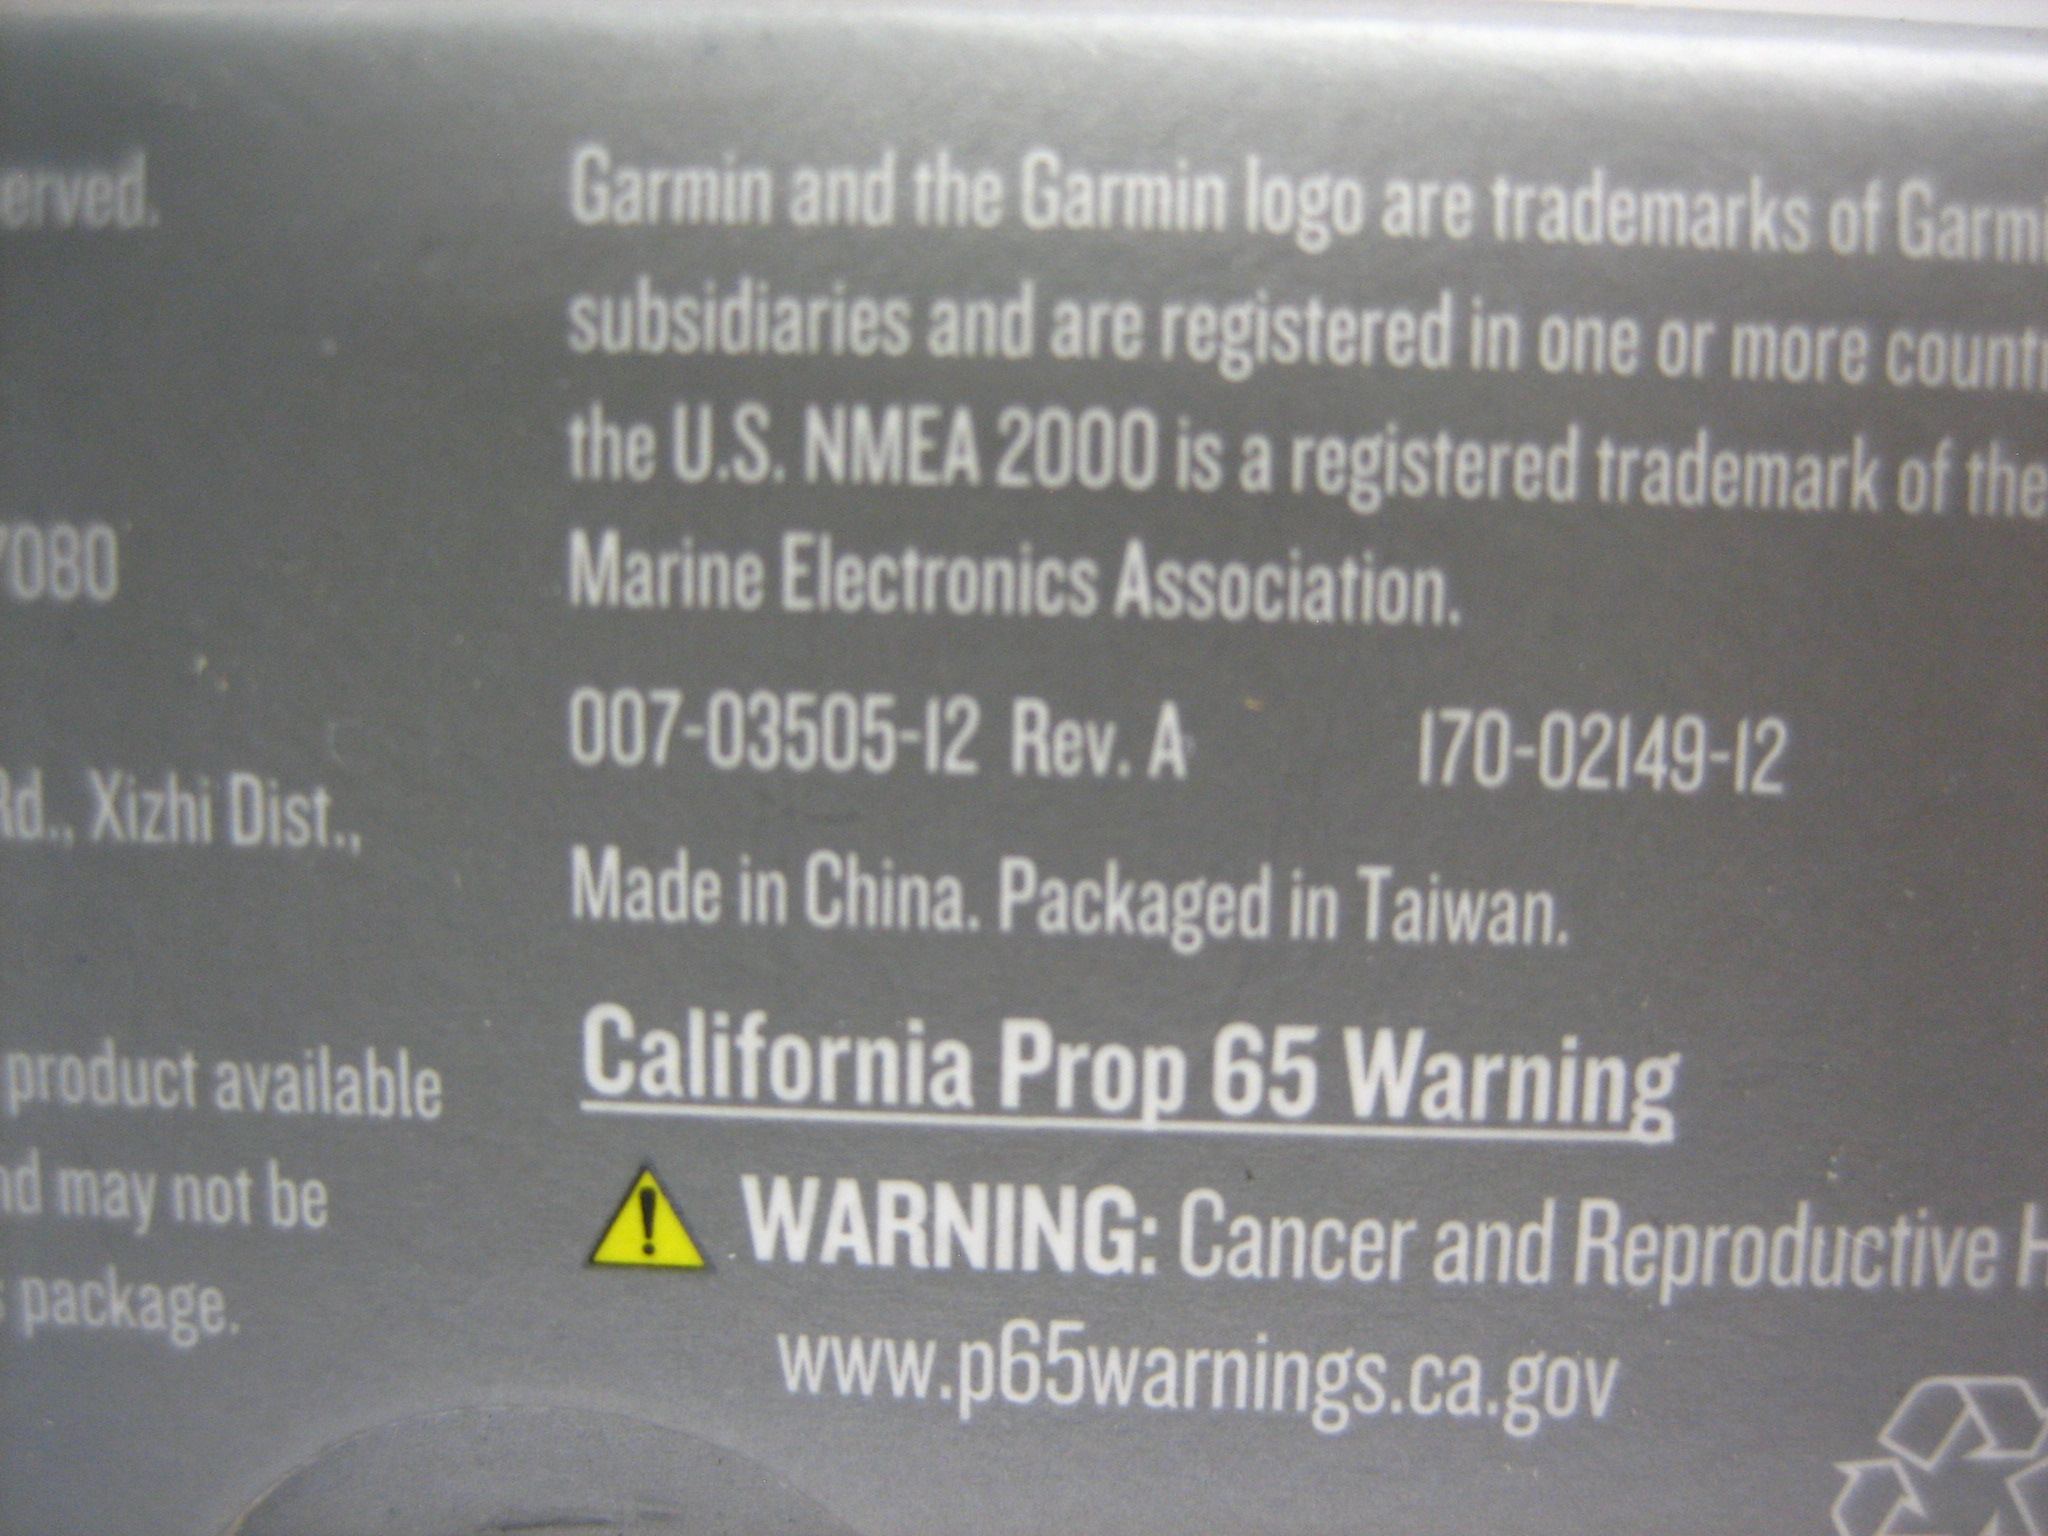 erved.
7080
Rd., Xizhi Dist.,
product available
nd may not be
s package.
Garmin and the Garmin logo are trademarks of Garmi
subsidiaries and are registered in one or more countr
the U.S. NMEA 2000 is a registered trademark of the
Marine Electronics Association.
007-03505-12 Rev. A 170-02149-12
Made in China. Packaged in Taiwan.
California Prop 65 Warning
WARNING: Cancer and Reproductive H
www.p65warnings.ca.gov